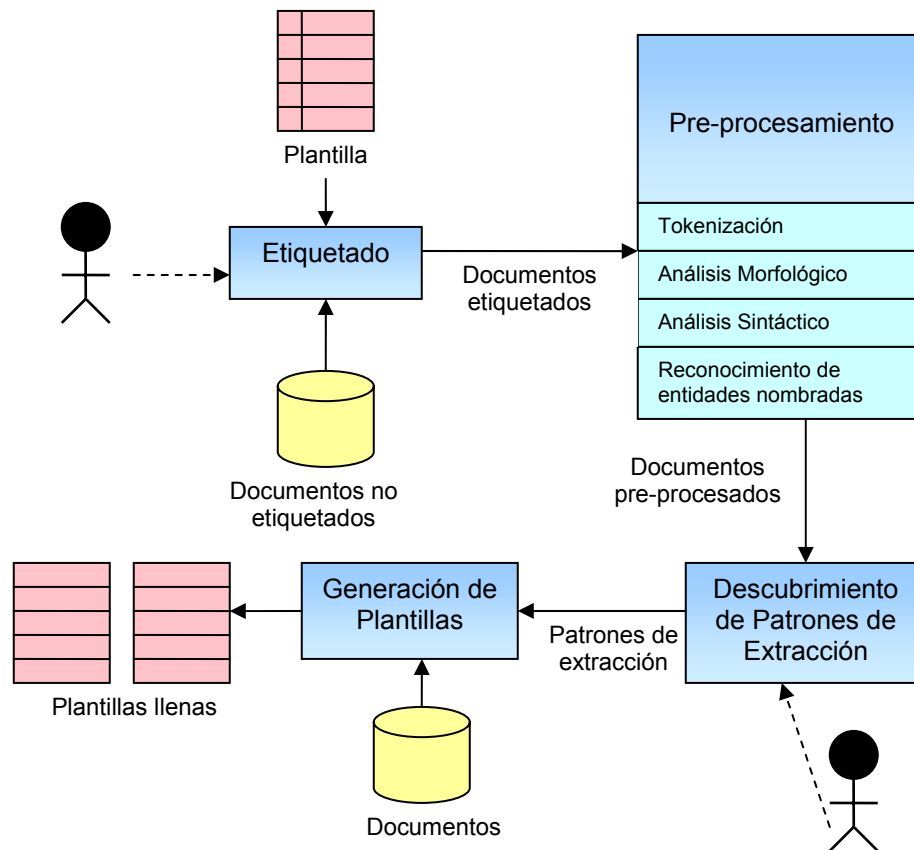 Plantilla
Pre-procesamiento
Etiquetado
Documentos
etiquetados
Tokenización
Análisis Morfológico
Análisis Sintáctico
Reconocimiento de
entidades nombradas
Documentos no
etiquetados
Documentos
pre-procesados
Descubrimiento
de Patrones de
Extracción
Patrones de
extracción
Generación de
Plantillas
Plantillas llenas
Documentos